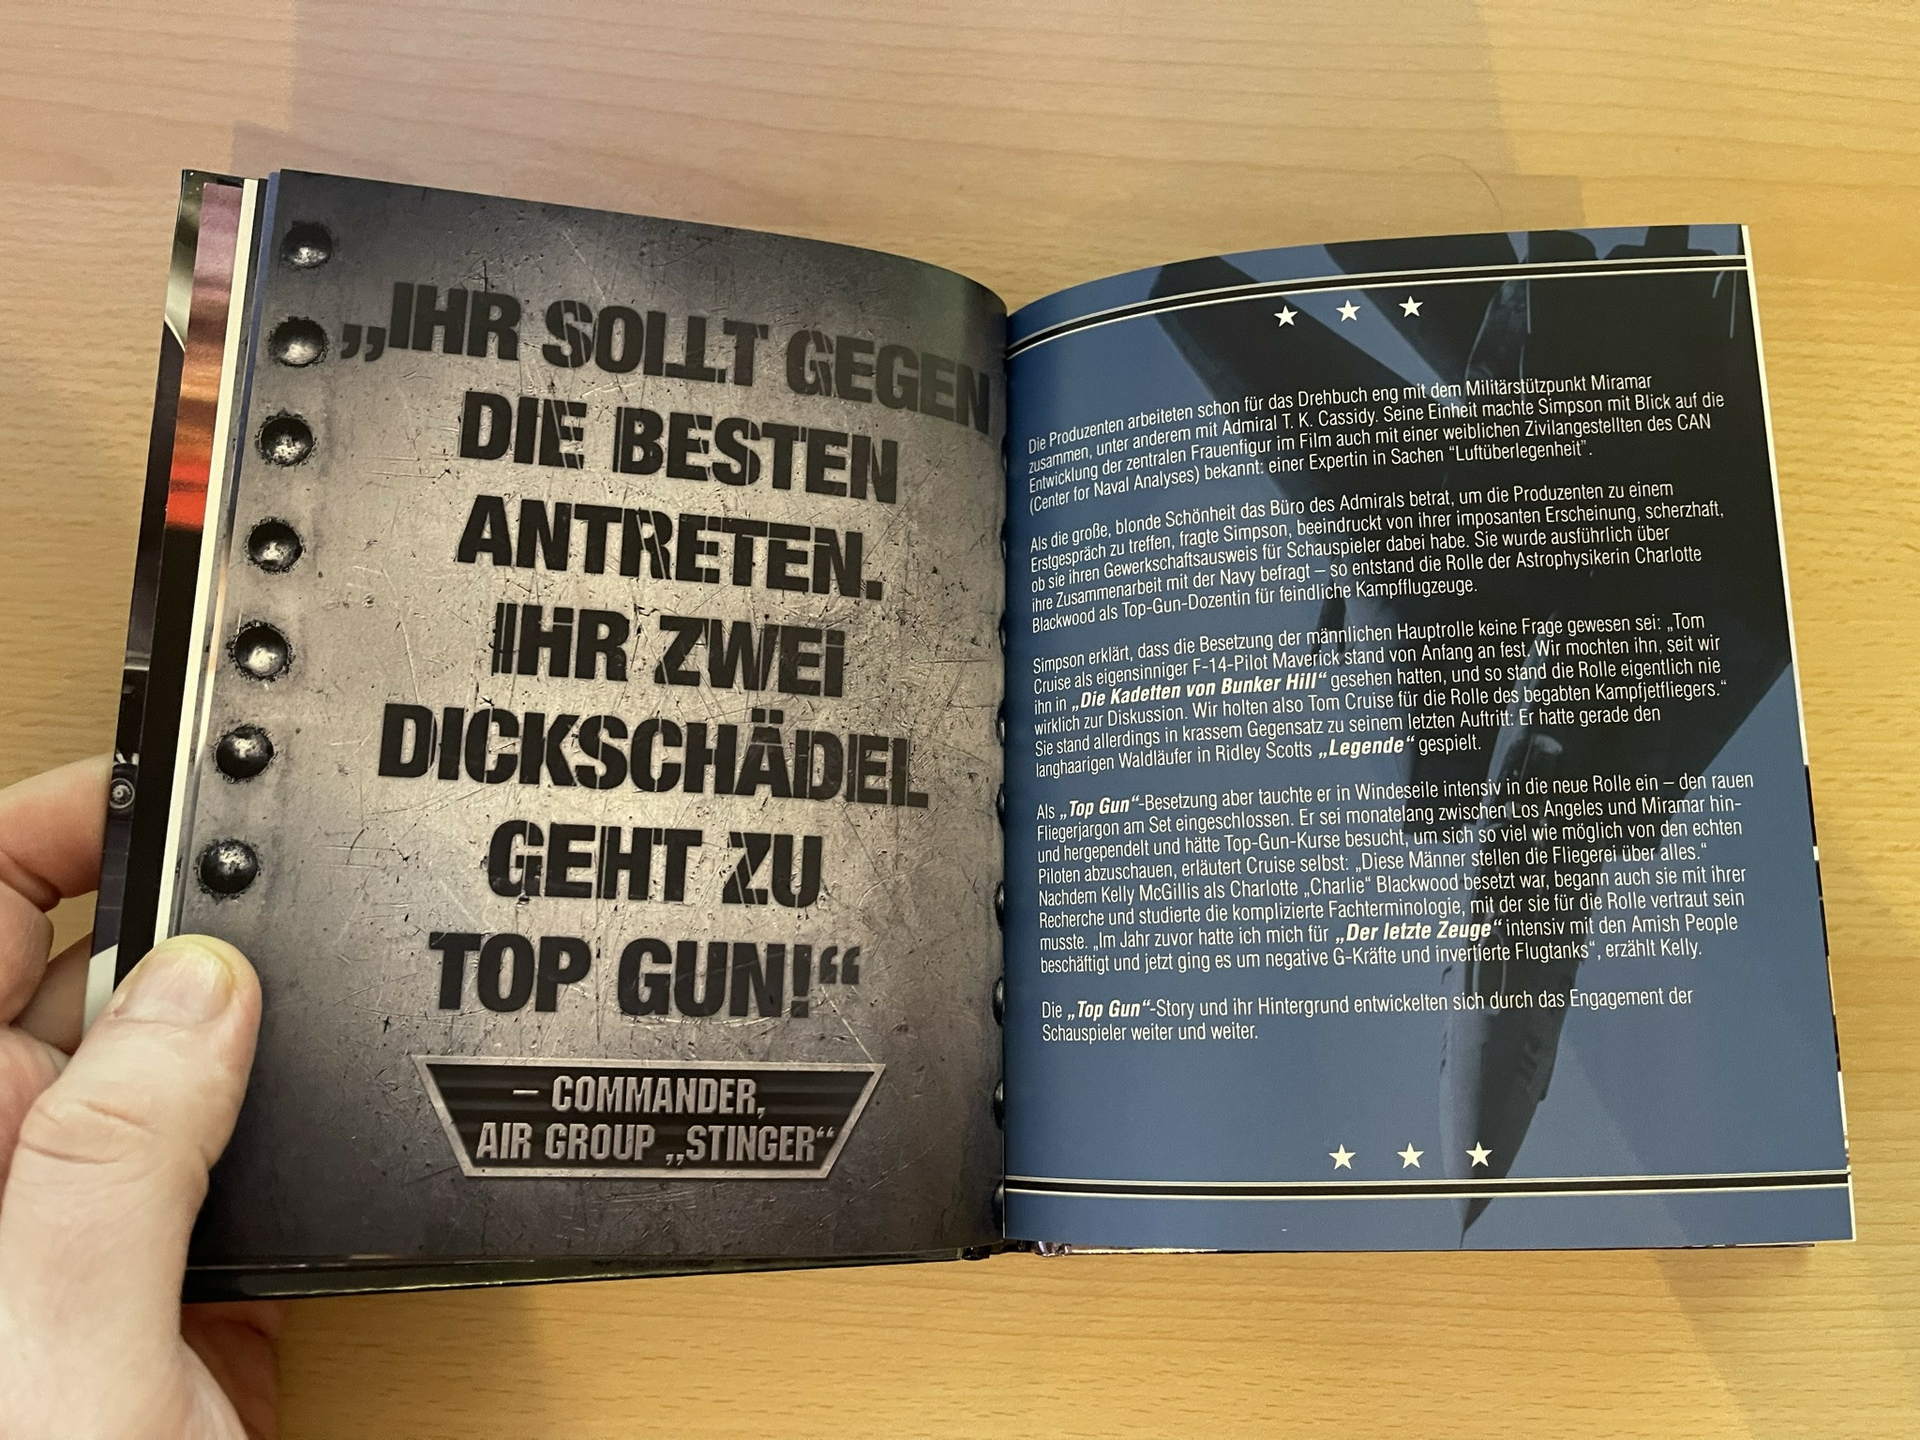 „IHR SOLLT GEGEN
DIE BESTEN
ANTRETEN.
IHR ZWEI
DICKSCHÄDEL
GEHT ZU
TOP GUN!“
– COMMANDER,
AIR GROUP „STINGER“
Die Produzenten arbeiteten schon für das Drehbuch eng mit dem Militärstützpunkt Miramar
zusammen, unter anderem mit Admiral T. K. Cassidy. Seine Einheit machte Simpson mit Blick auf die
Entwicklung der zentralen Frauenfigur im Film auch mit einer weiblichen Zivilangestellten des CAN
(Center for Naval Analyses) bekannt: einer Expertin in Sachen "Luftüberlegenheit".
Als die große, blonde Schönheit das Büro des Admirals betrat, um die Produzenten zu einem
Erstgespräch zu treffen, fragte Simpson, beeindruckt von ihrer imposanten Erscheinung, scherzhaft,
ob sie ihren Gewerkschaftsausweis für Schauspieler dabei habe. Sie wurde ausführlich über
ihre Zusammenarbeit mit der Navy befragt – so entstand die Rolle der Astrophysikerin Charlotte
Blackwood als Top-Gun-Dozentin für feindliche Kampfflugzeuge.
Simpson erklärt, dass die Besetzung der männlichen Hauptrolle keine Frage gewesen sei: „Tom
Cruise als eigensinniger F-14-Pilot Maverick stand von Anfang an fest. Wir mochten ihn, seit wir
ihn in „Die Kadetten von Bunker Hill“ gesehen hatten, und so stand die Rolle eigentlich nie
wirklich zur Diskussion. Wir holten also Tom Cruise für die Rolle des begabten Kampfjetfliegers.“
Sie stand allerdings in krassem Gegensatz zu seinem letzten Auftritt: Er hatte gerade den
langhaarigen Waldläufer in Ridley Scotts „Legende“ gespielt.
Als „Top Gun“-Besetzung aber tauchte er in Windeseile intensiv in die neue Rolle ein – den rauen
Fliegerjargon am Set eingeschlossen. Er sei monatelang zwischen Los Angeles und Miramar hin-
und hergependelt und hätte Top-Gun-Kurse besucht, um sich so viel wie möglich von den echten
Piloten abzuschauen, erläutert Cruise selbst: „Diese Männer stellen die Fliegerei über alles.“
Nachdem Kelly McGillis als Charlotte „Charlie“ Blackwood besetzt war, begann auch sie mit ihrer
Recherche und studierte die komplizierte Fachterminologie, mit der sie für die Rolle vertraut sein
musste. „Im Jahr zuvor hatte ich mich für „Der letzte Zeuge“ intensiv mit den Amish People
beschäftigt und jetzt ging es um negative G-Kräfte und invertierte Flugtanks“, erzählt Kelly.
Die „Top Gun“-Story und ihr Hintergrund entwickelten sich durch das Engagement der
Schauspieler weiter und weiter.